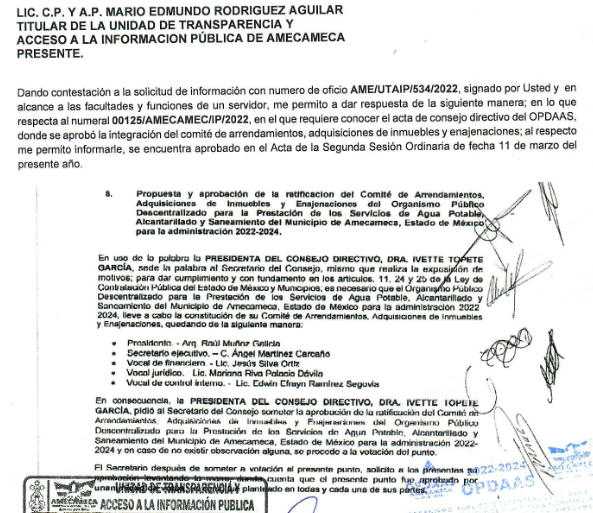 LIC. C.P. Y A.P. MARIO EDMUNDO RODRIGUEZ AGUILAR
TITULAR DE LA UNIDAD DE TRANSPARENCIA Y
ACCESO A LA INFORMACION PÚBLICA DE AMECAMECA
PRESENTE.
Dando contestación a la solicitud de información con numero de oficio AME/UTAIP/534/2022, signado por Usted y en
alcance a las facultades y funciones de un servidor, me permito a dar respuesta de la siguiente manera; en lo que
respecta al numeral 00125/AMECAMEC/IP/2022, en el que requiere conocer el acta de consejo directivo del OPDAAS,
donde se aprobó la integración del comité de arrendamientos, adquisiciones de inmuebles y enajenaciones; al respecto
me permito informarle, se encuentra aprobado en el Acta de la Segunda Sesión Ordinaria de fecha 11 de marzo del
presente año.
8. Propuesta y aprobación de la ratificacion del Comité de Arrendamientos,
Adquisiciones de Inmuebles y Enajenaciones del Organismo Público
Descentralizado para la Prestación de los Servicios de Agua Potable,
Alcantarillado y Saneamiento del Municipio de Amecameca, Estado de México
para la administración 2022-2024.
En uso de la palabra la PRESIDENTA DEL CONSEJO DIRECTIVO, DRA. IVETTE TOPETE
GARCÍA, sede la palabra al Secretario del Consejo, mismo que realiza la exposición de
motivos; para dar cumplimiento y con fundamento en los artículos. 11, 24 y 25 de la Ley de
Contratación Pública del Estado de México y Municipios, es necesario que el Organismo Público
Descentralizado para la Prestación de los Servicios de Agua Potable, Alcantarillado y
Saneamiento del Municipio de Amecameca, Estado de México para la administración 2022
2024, lleve a cabo la constitución de su Comité de Arrendamientos, Adquisiciones de Inmuebles
y Enajenaciones, quedando de la siguiente manera:
• Presidente. - Arq. Raúl Muñoz Galicia
• Secretario ejecutivo. – C. Ángel Martínez Carcaño
• Vocal de financiero. - Lic. Jesús Silva Ortiz
• Vocal jurídico. Lic. Mariana Riva Palacio Dávila
• Vocal de control interno. - Lic. Edwin Efrayn Ramírez Segovia
En consecuencia, la PRESIDENTA DEL CONSEJO DIRECTIVO, DRA. IVETTE TOPETE
GARCÍA, pidió al Secretario del Consejo someter la aprobación de la ratificación del Comité de
Arrendamientos, Adquisiciones de Inmuebles y Enajenaciones del Organismo Público
Descentralizado para la Prestación de los Servicios de Agua Potable, Alcantarillado y
Saneamiento del Municipio de Amecameca, Estado de México para la administración 2022-
2024 y en caso de no existir observación alguna, se procedo a la votación del punto.
El Secretario después de someter a votación el presente punto, solicito a los presentes su
aprobación levantando la mano, dando cuenta que el presente punto fue aprobado por
planteado en todas y cada una de sus partes.
2022-2024
OPDAAS
AMECAMECA
UNIDAD DE TRANSPARENCIA Y
ACCESO A LA INFORMACIÓN PÚBLICA